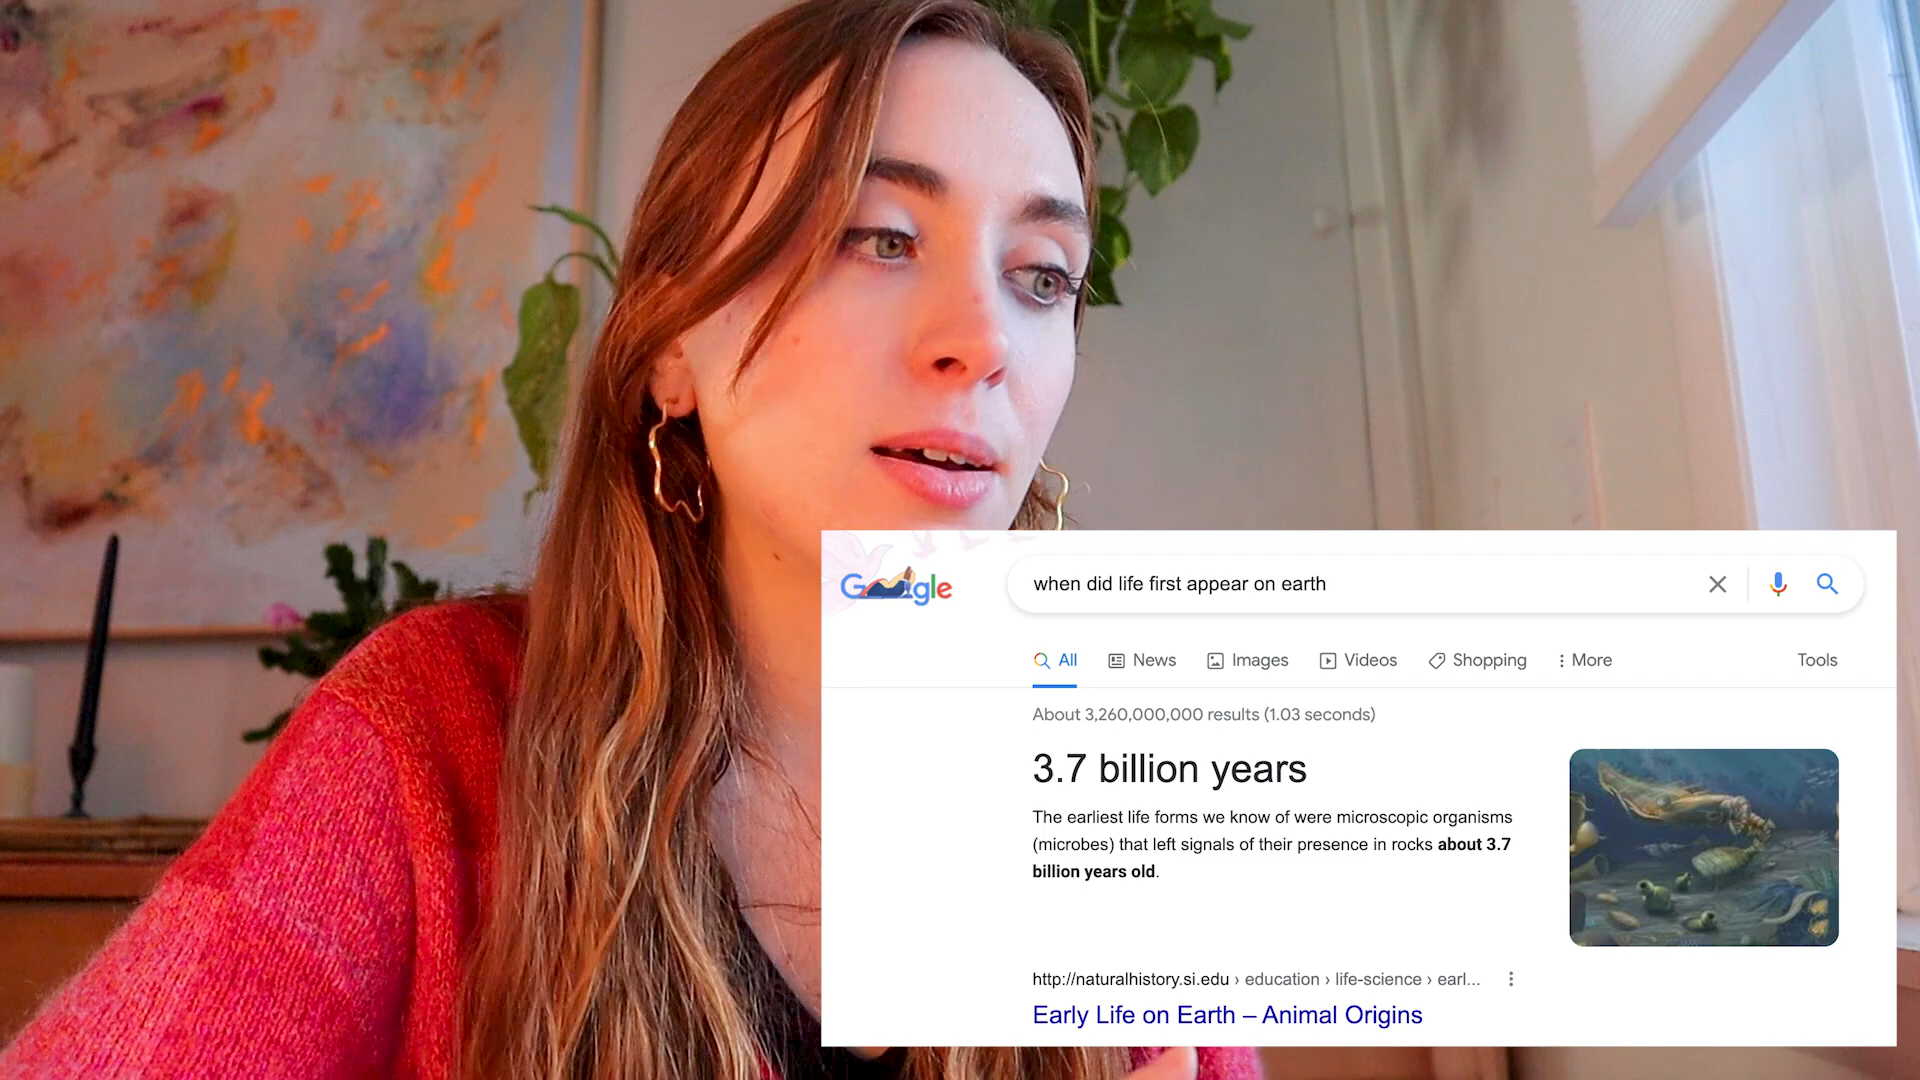 Google
when did life first appear on earth
All News Images Videos Shopping More Tools
About 3,260,000,000 results (1.03 seconds)
3.7 billion years
The earliest life forms we know of were microscopic organisms
(microbes) that left signals of their presence in rocks about 3.7
billion years old.
http://naturalhistory.si.edu › education › life-science › earl...
Early Life on Earth – Animal Origins